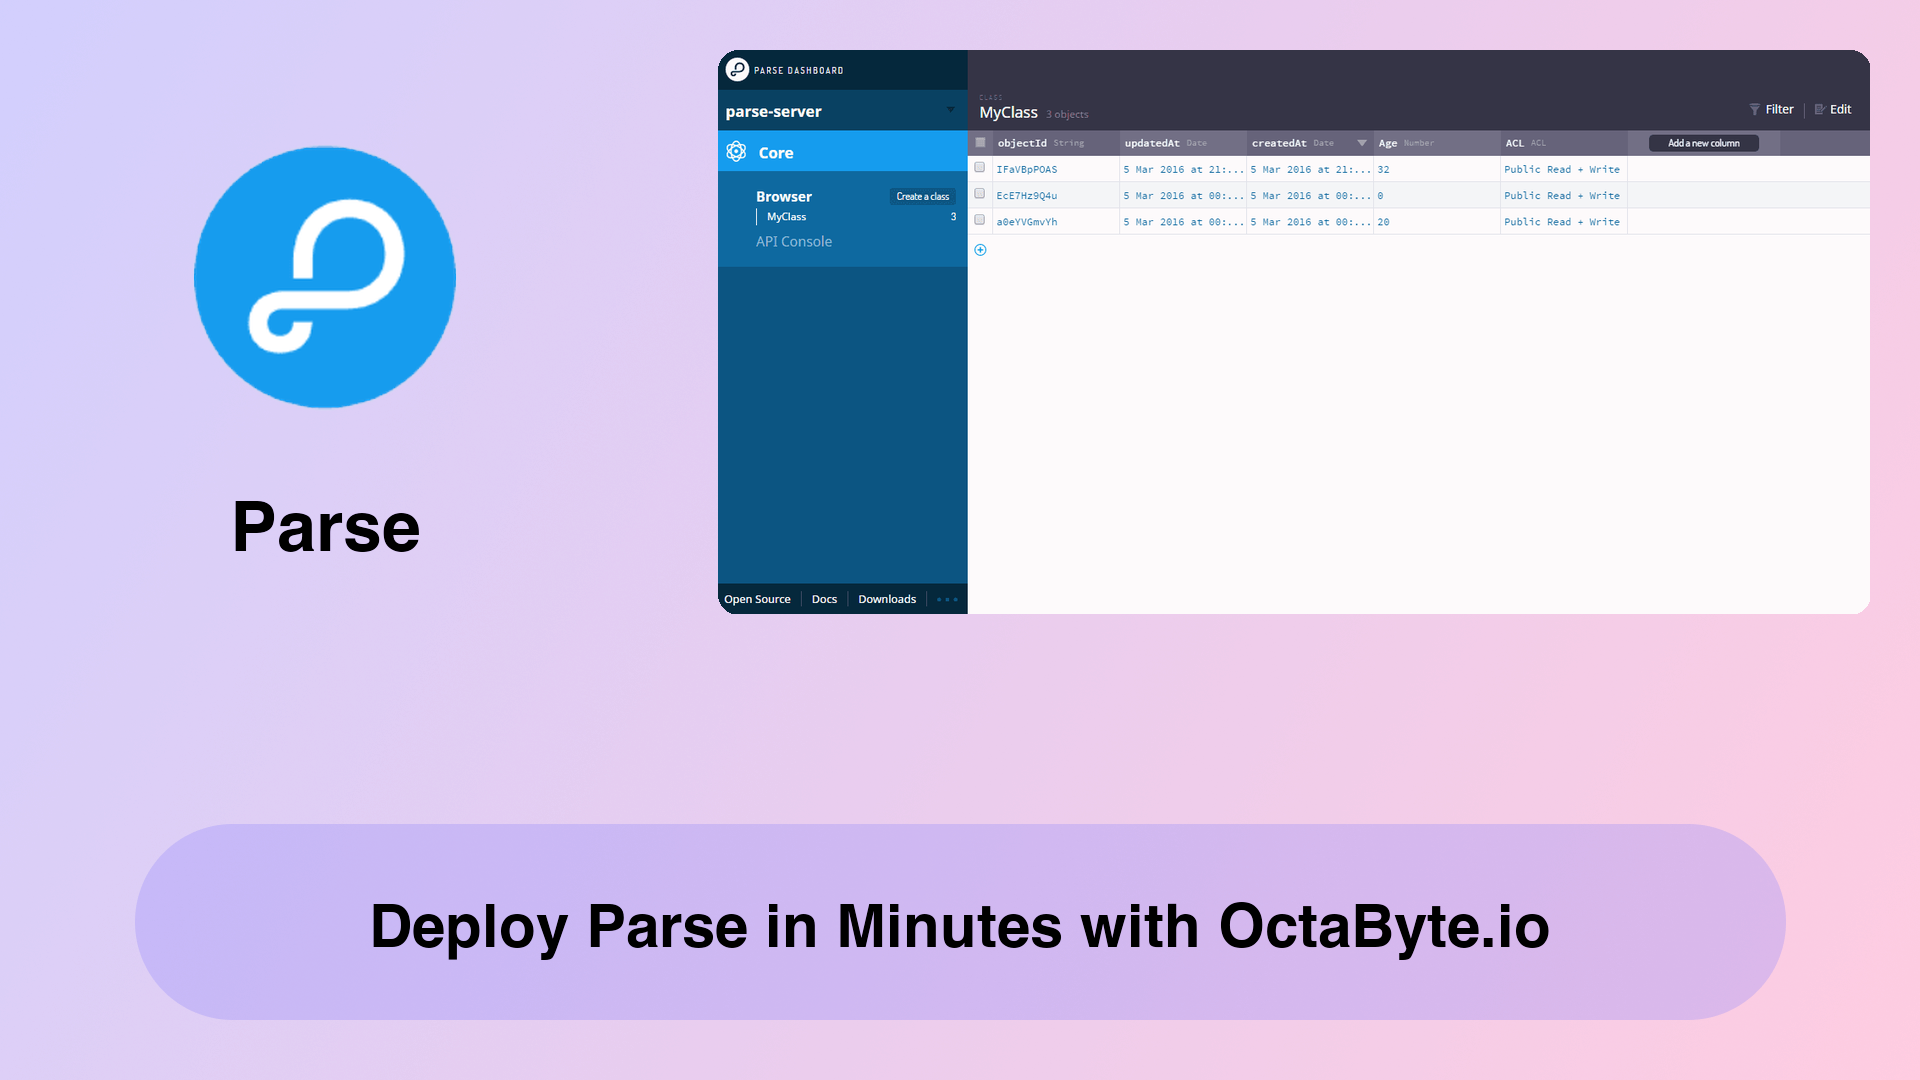 PARSE DASHBOARD
parse-server
Core
Browser
Create a class
MyClass 3
API Console
Open Source Docs Downloads
CLASS
MyClass 3 objects
Filter Edit
objectId String updatedAt Date createdAt Date Age Number ACL ACL Add a new column
IFaVBpPOAS 5 Mar 2016 at 21:... 5 Mar 2016 at 21:... 32 Public Read + Write
EcE7Hz9Q4u 5 Mar 2016 at 00:... 5 Mar 2016 at 00:... 0 Public Read + Write
a0eYVGmvYh 5 Mar 2016 at 00:... 5 Mar 2016 at 00:... 20 Public Read + Write
Parse
Deploy Parse in Minutes with OctaByte.io